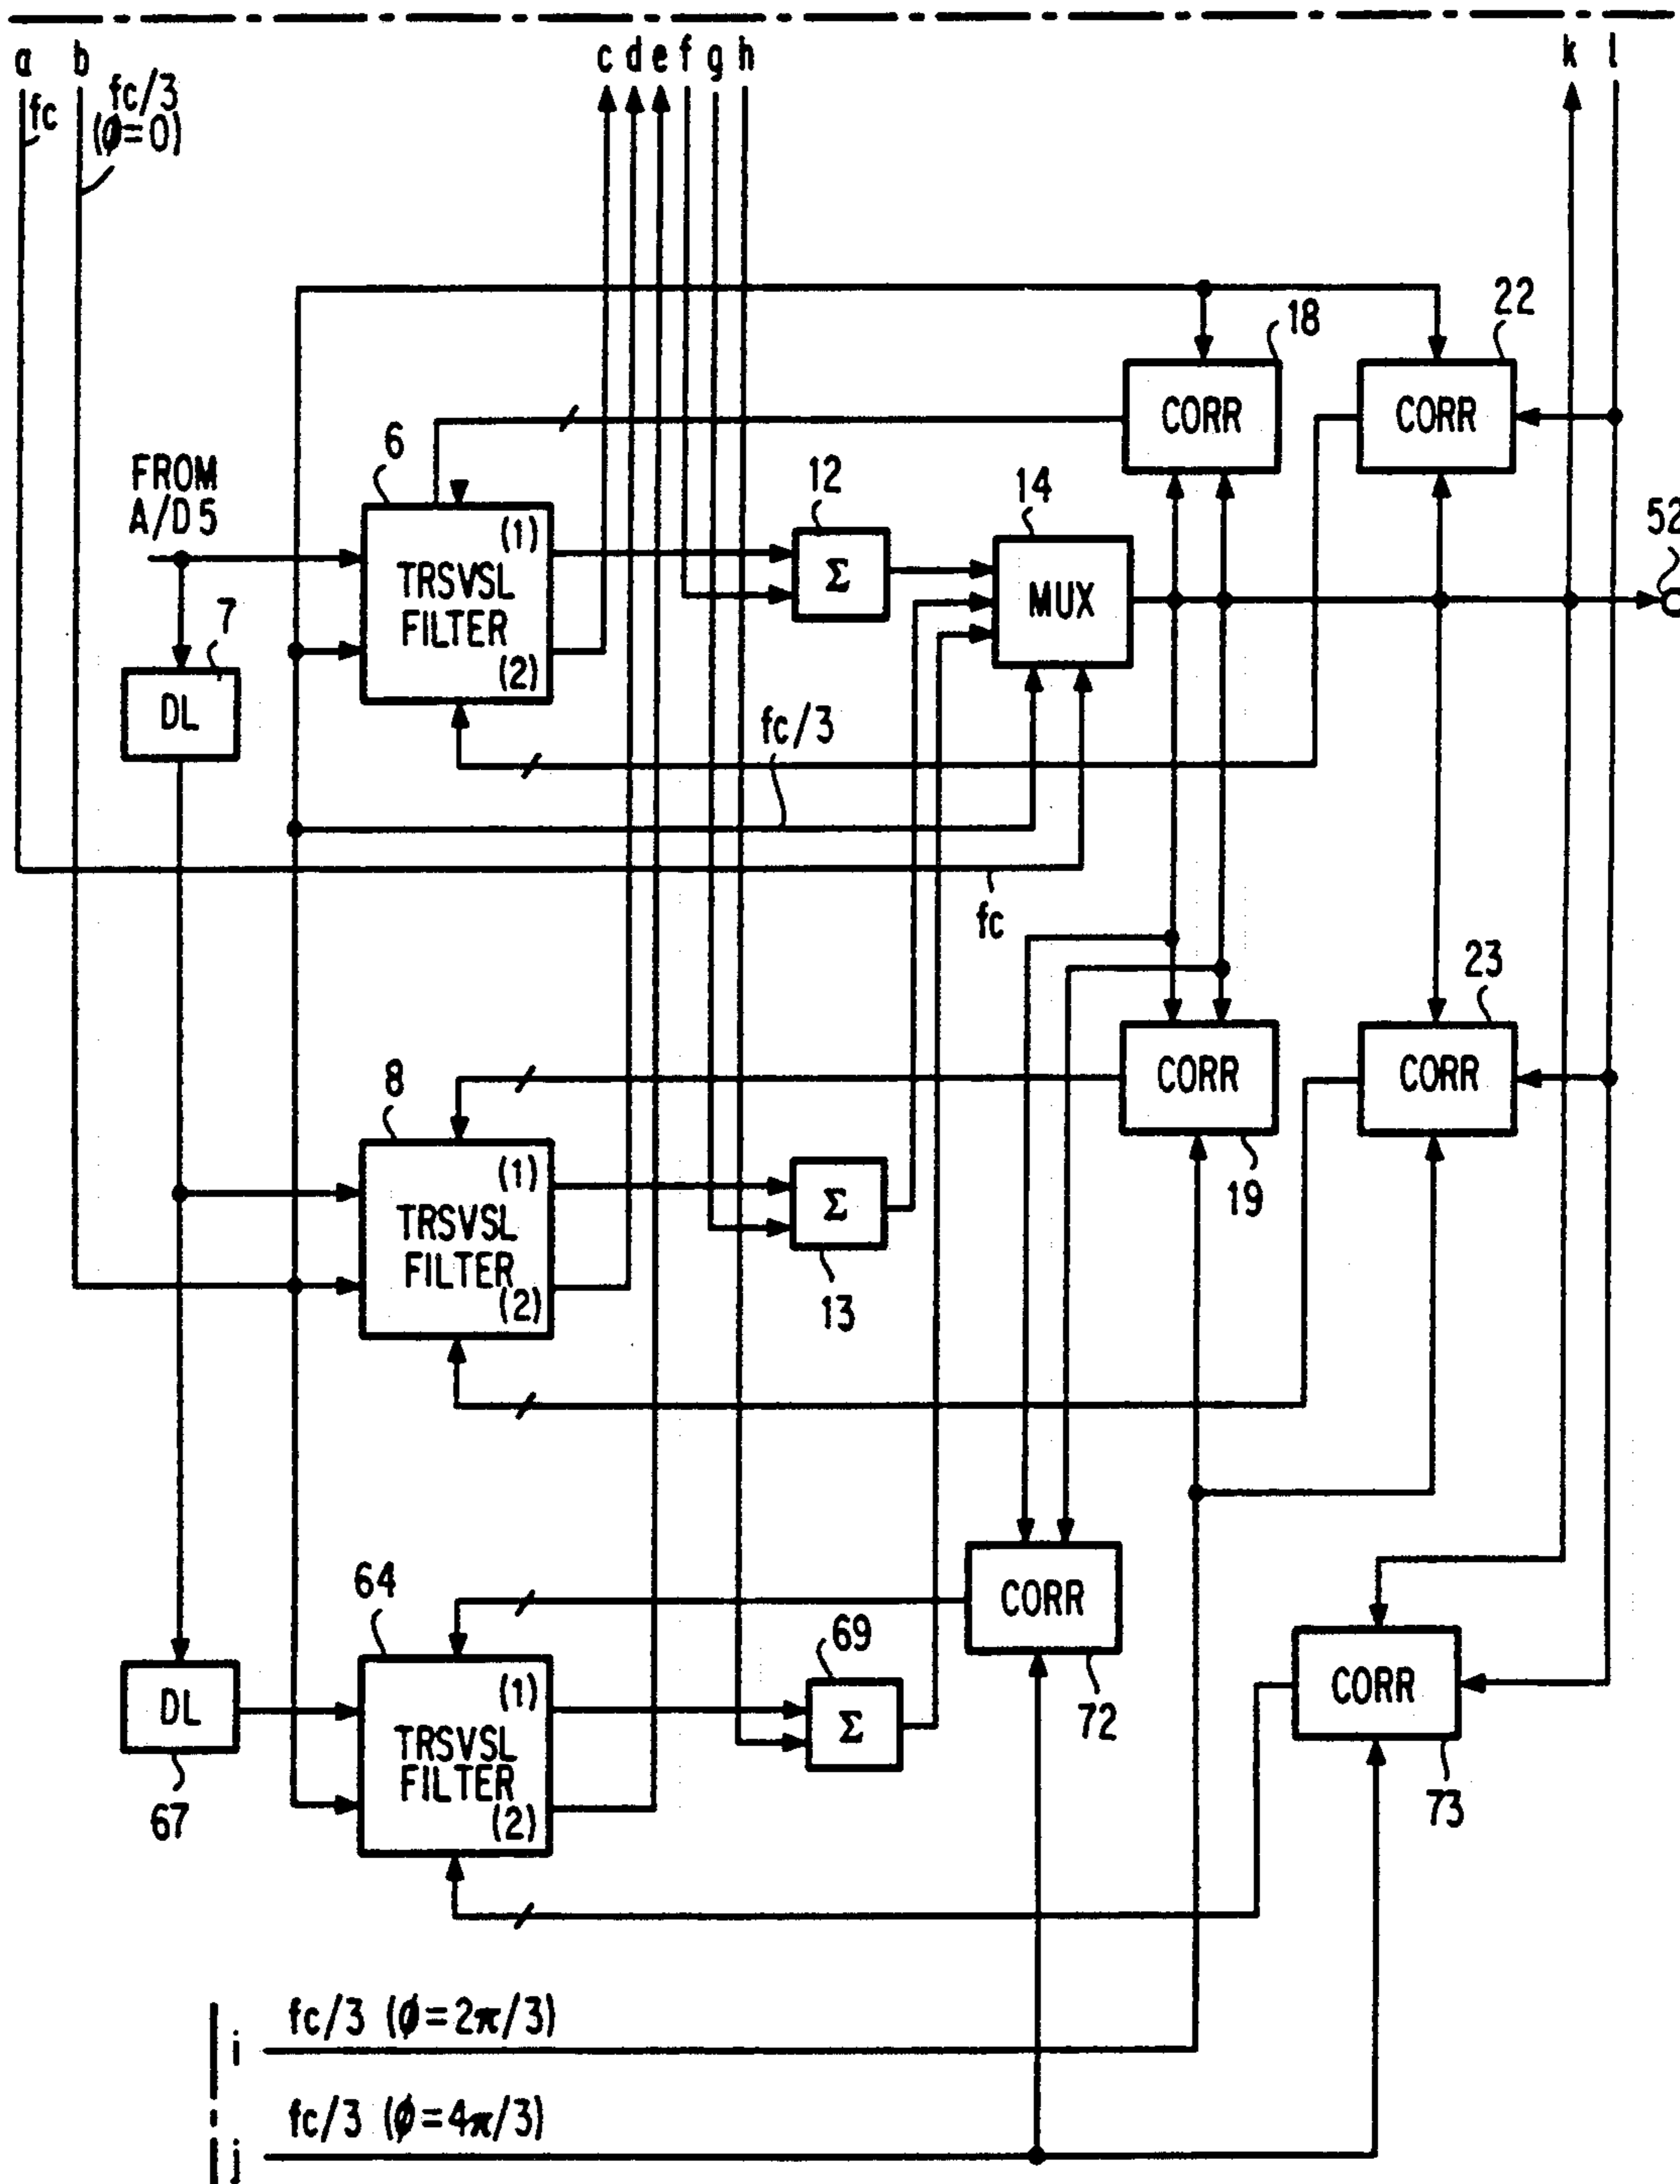 a b c d e f g h k l
fc
fc/3
(ϕ=0)
22
18
CORR
CORR
6
FROM
A/D 5
12
14
52
(1)
TRSVSL
FILTER
(2)
Σ
MUX
7
DL
fc/3
fc
23
CORR
CORR
8
19
(1)
TRSVSL
FILTER
(2)
Σ
13
64
CORR
69
72
CORR
73
DL
67
(1)
TRSVSL
FILTER
(2)
Σ
i fc/3 (ϕ=2π/3)
j fc/3 (ϕ=4π/3)